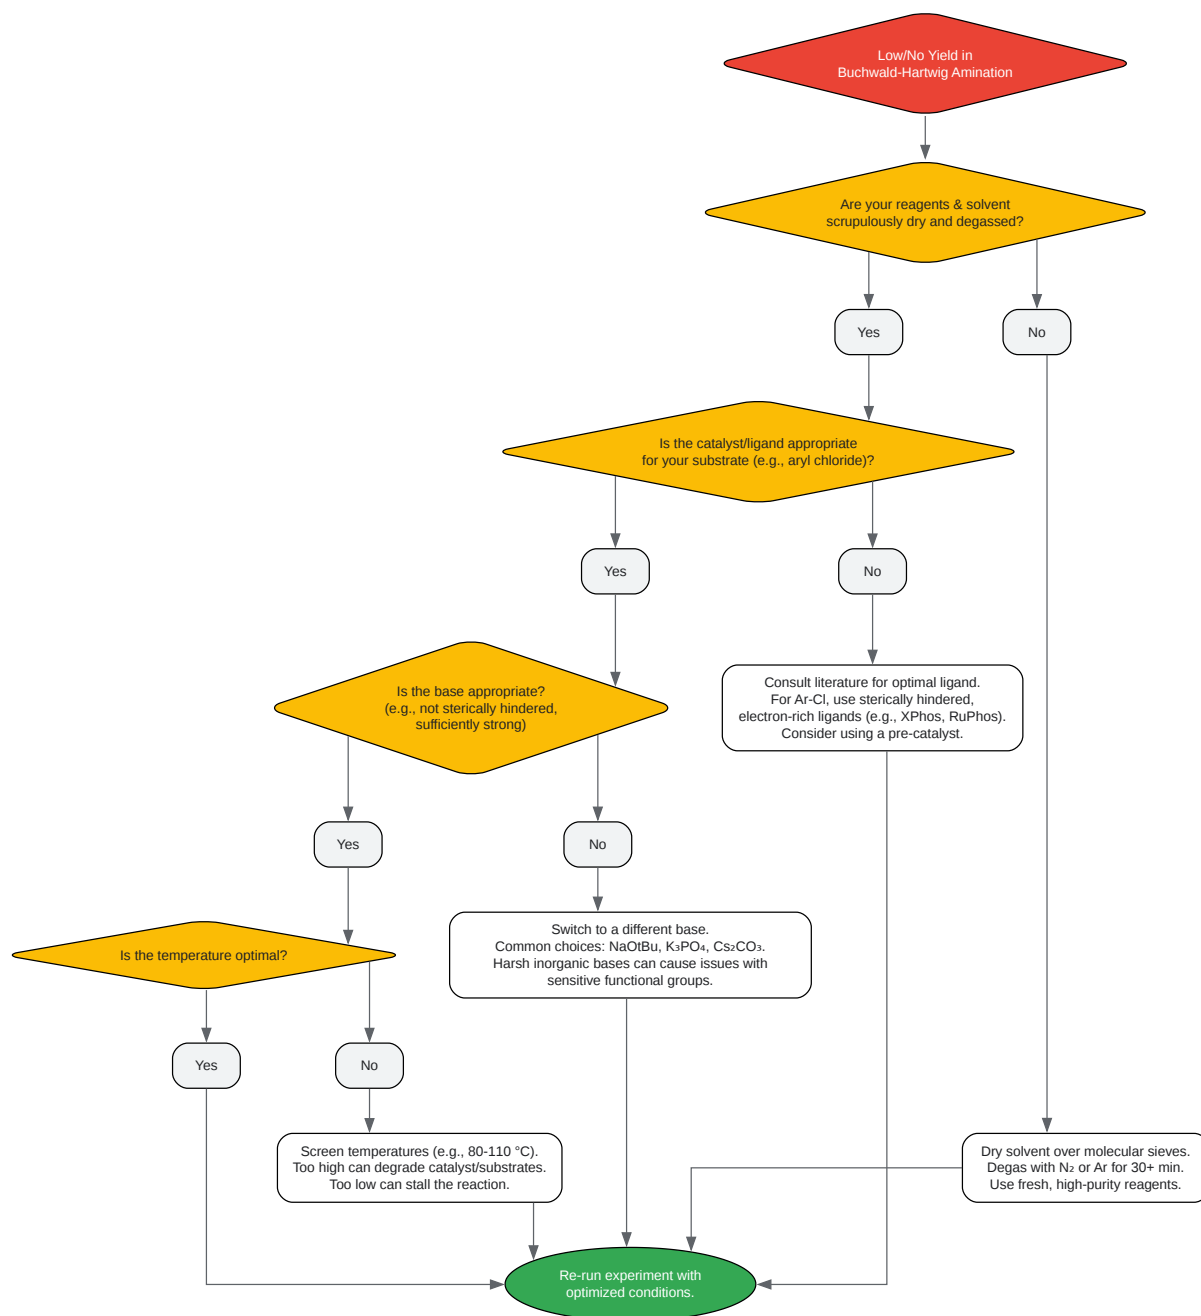 Low/No Yield in
Buchwald-Hartwig Amination
Are your reagents & solvent
scrupulously dry and degassed?
Yes
No
Is the catalyst/ligand appropriate
for your substrate (e.g., aryl chloride)?
Yes
No
Is the base appropriate?
(e.g., not sterically hindered,
sufficiently strong)
Consult literature for optimal ligand.
For Ar-Cl, use sterically hindered,
electron-rich ligands (e.g., XPhos, RuPhos).
Consider using a pre-catalyst.
Yes
No
Is the temperature optimal?
Switch to a different base.
Common choices: NaOtBu, K₃PO₄, Cs₂CO₃.
Harsh inorganic bases can cause issues with
sensitive functional groups.
Yes
No
Screen temperatures (e.g., 80-110 °C).
Too high can degrade catalyst/substrates.
Too low can stall the reaction.
Dry solvent over molecular sieves.
Degas with N₂ or Ar for 30+ min.
Use fresh, high-purity reagents.
Re-run experiment with
optimized conditions.